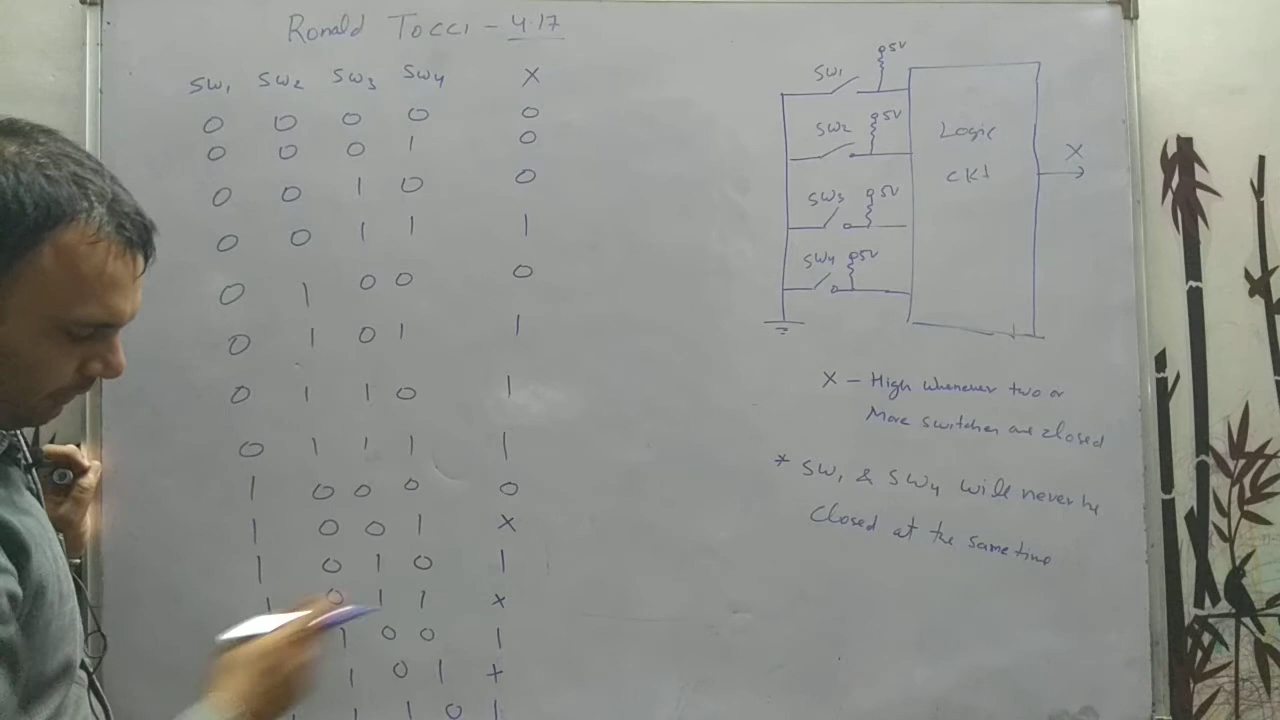 Ronald Tocci - 4.17
SW1 SW2 SW3 SW4 X
0 0 0 0 0
0 0 0 1 0
0 0 1 0 0
0 0 1 1 1
0 1 0 0 0
0 1 0 1 1
0 1 1 0 1
0 1 1 1 1
1 0 0 0 0
1 0 0 1 x
1 0 1 0 1
1 0 1 1 x
1 0 0 1
1 0 1 x
1 1 0 1
5V
SW1
5V
SW2
5V
SW3
5V
SW4
Logic
CKt
X
X - High whenever two or
More switches are closed
* SW1 & SW4 will never be
closed at the same time